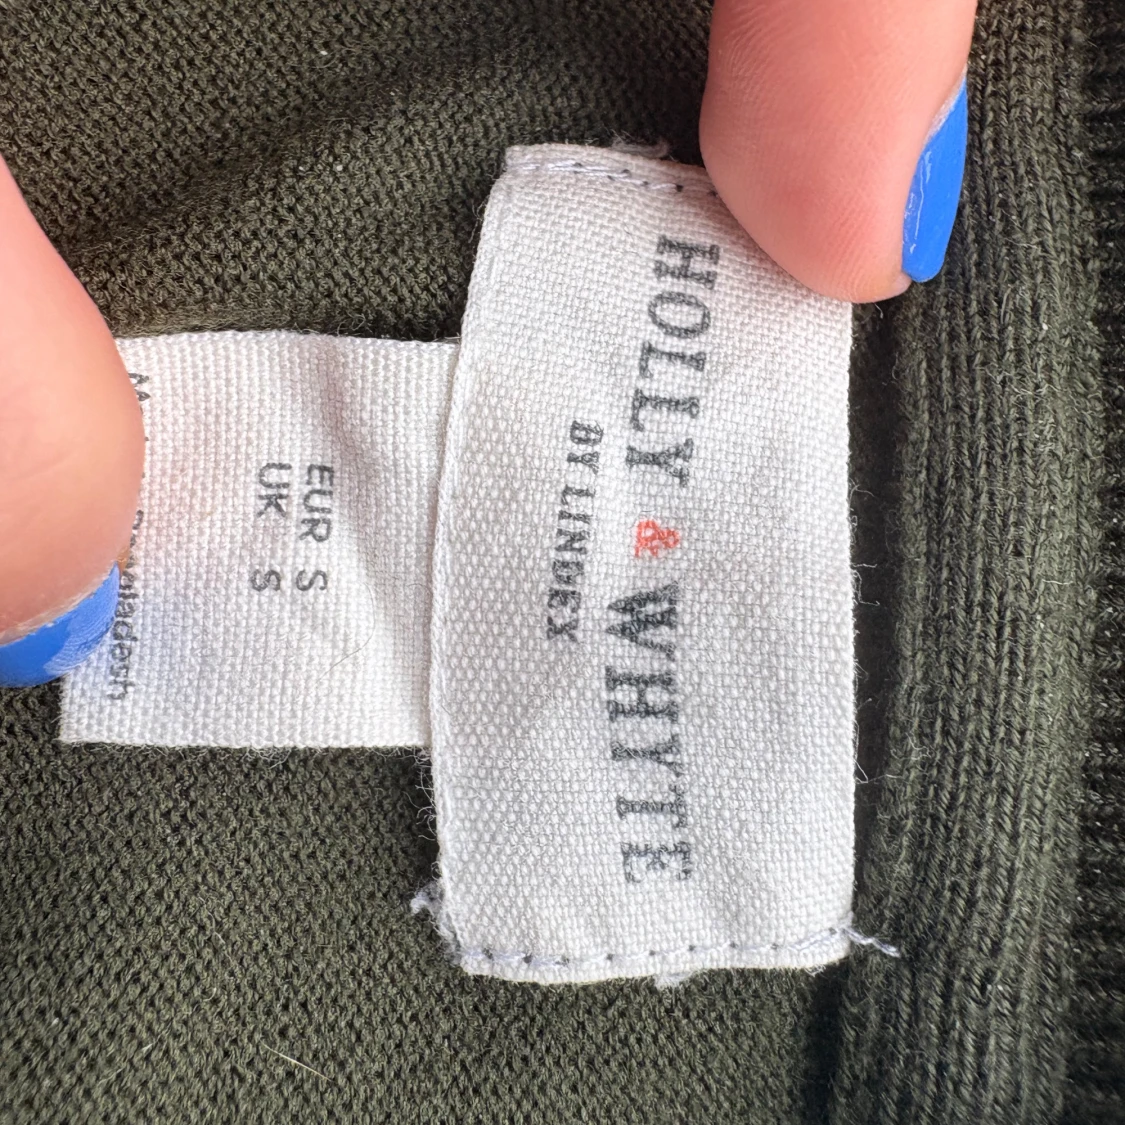 HOLLY & WHYTE
BY LINDEX
EUR S
UK S